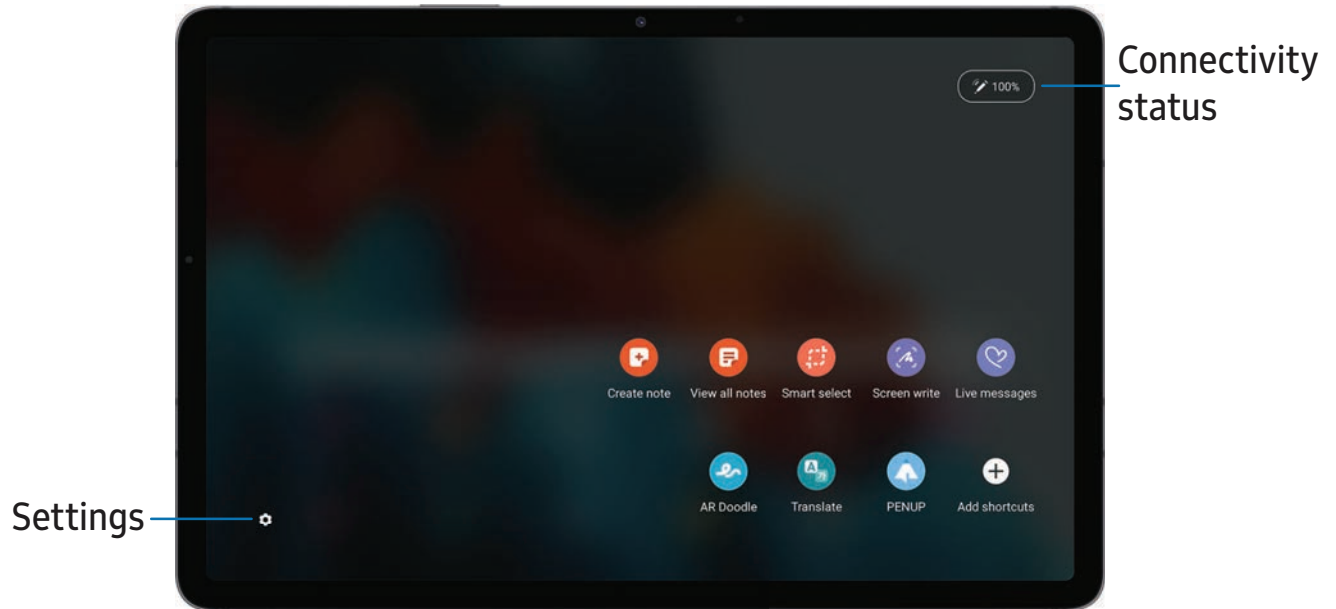 Connectivity
status
100%
Create note View all notes Smart select Screen write Live messages
AR Doodle Translate PENUP Add shortcuts
Settings